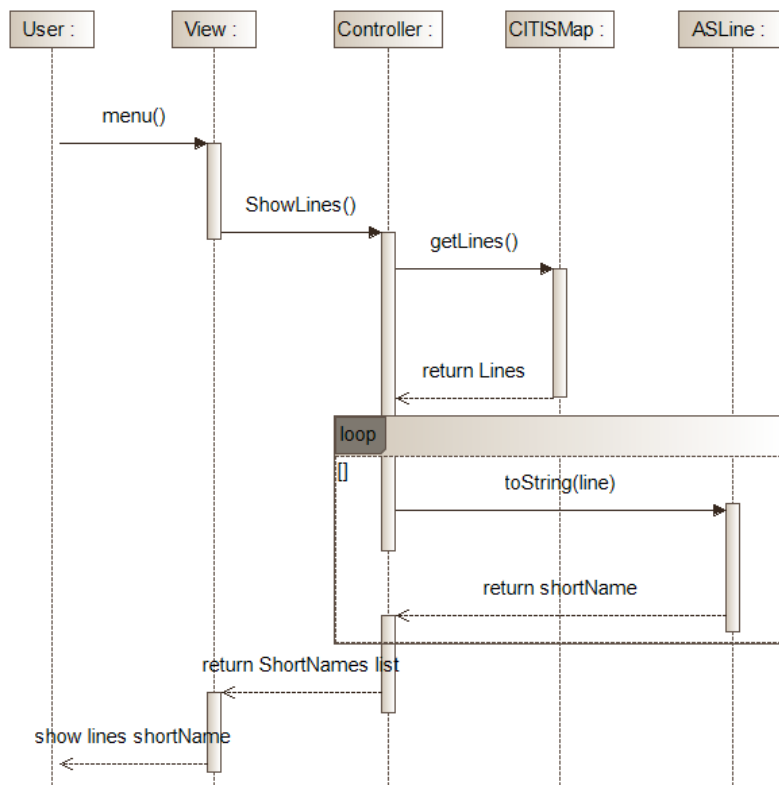 User :
View :
Controller :
CITISMap :
ASLine :
menu()
ShowLines()
getLines()
return Lines
loop
[]
toString(line)
return shortName
return ShortNames list
show lines shortName